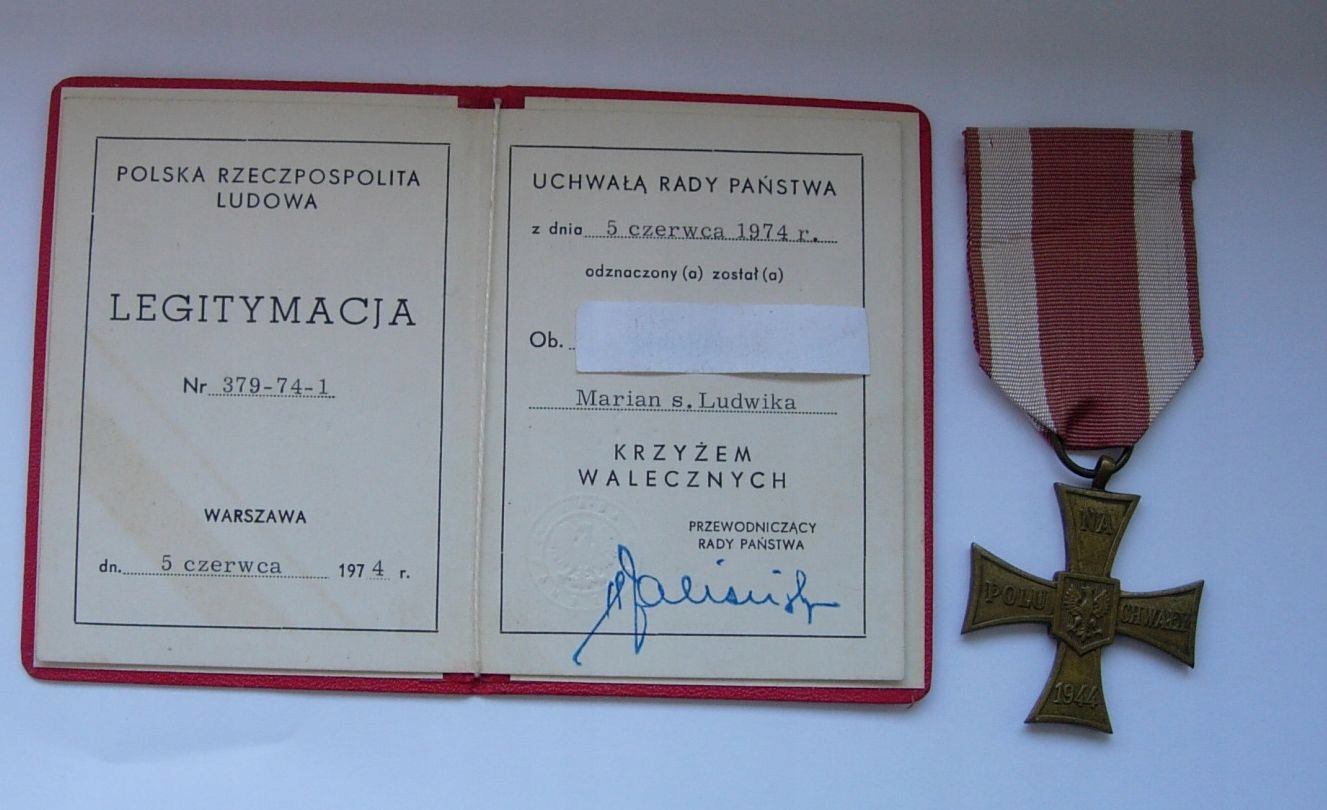 POLSKA RZECZPOSPOLITA
LUDOWA
LEGITYMACJA
Nr 379-74-1
WARSZAWA
dn. 5 czerwca 1974 r.
UCHWAŁĄ RADY PAŃSTWA
z dnia 5 czerwca 1974 r.
odznaczony (a) został (a)
Ob.
Marian s. Ludwika
KRZYŻEM
WALECZNYCH
PRZEWODNICZĄCY
RADY PAŃSTWA
NA
POLU CHWAŁY
1944